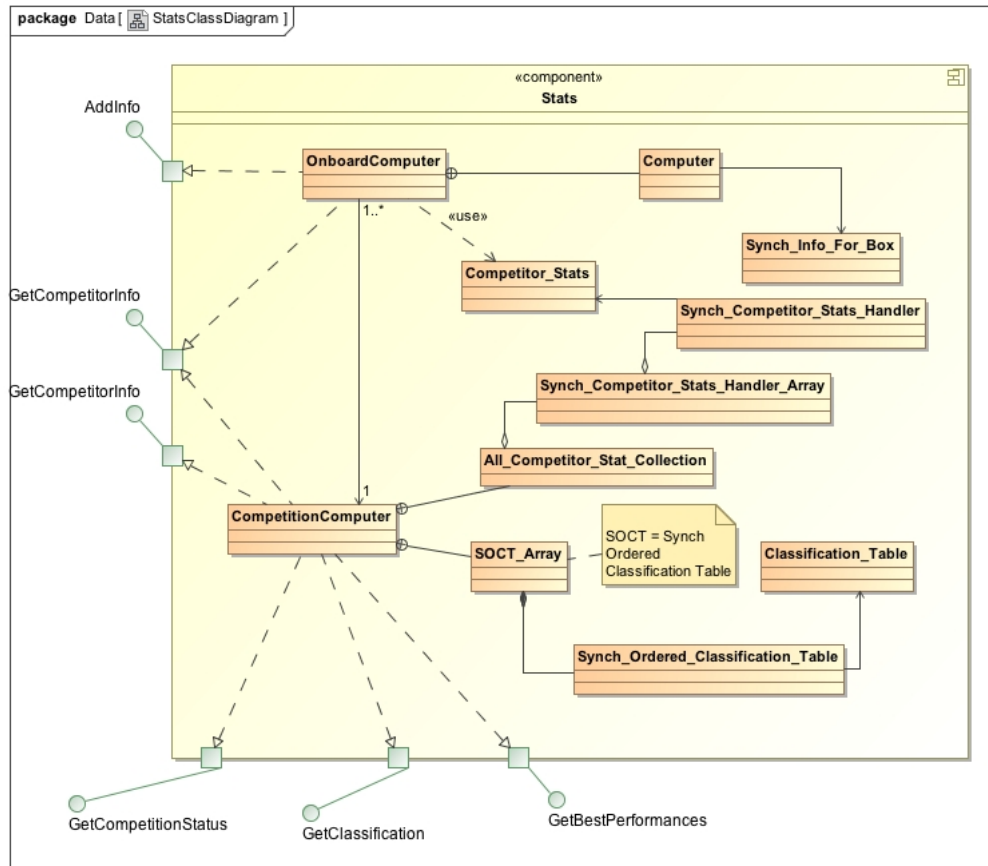 package Data [ StatsClassDiagram ]
«component»
Stats
AddInfo
OnboardComputer
Computer
1..*
«use»
Synch_Info_For_Box
Competitor_Stats
GetCompetitorInfo
Synch_Competitor_Stats_Handler
Synch_Competitor_Stats_Handler_Array
GetCompetitorInfo
All_Competitor_Stat_Collection
1
CompetitionComputer
SOCT = Synch
Ordered
Classification Table
SOCT_Array
Classification_Table
Synch_Ordered_Classification_Table
GetCompetitionStatus
GetClassification
GetBestPerformances